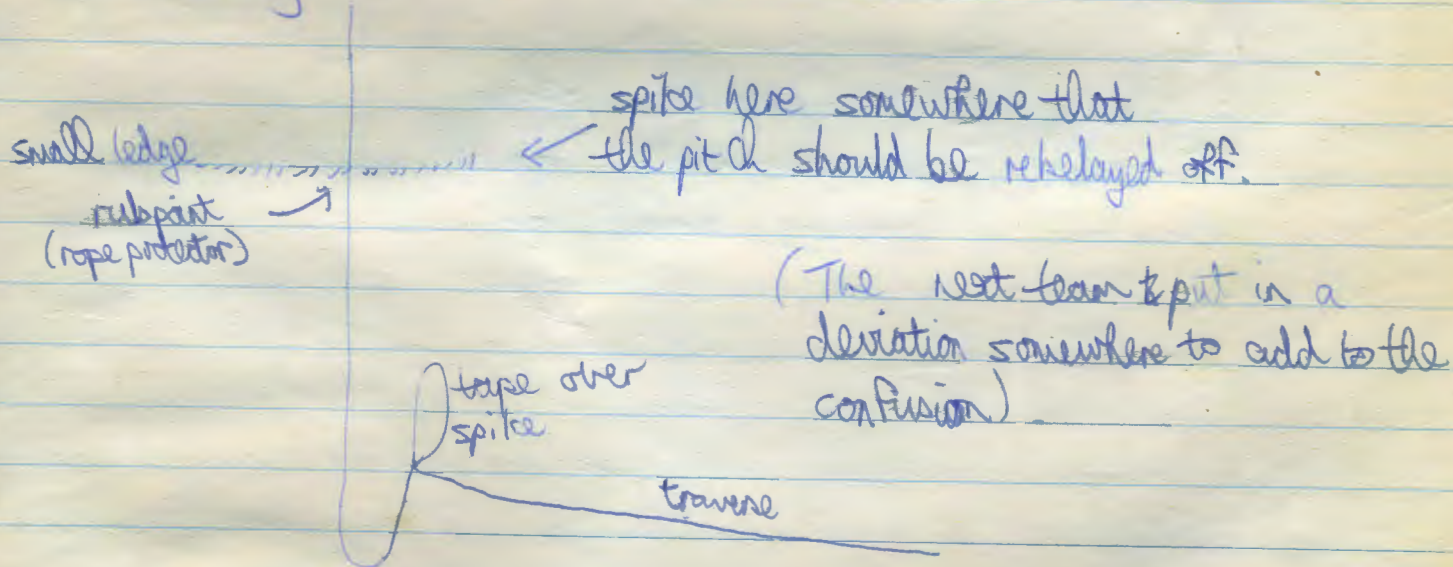 spike here somewhere that
small ledge
the pitch should be rebelayed off.
rubpoint
(rope protector)
(The next team to put in a
deviation somewhere to add to the
confusion)
tape over
spike
traverse